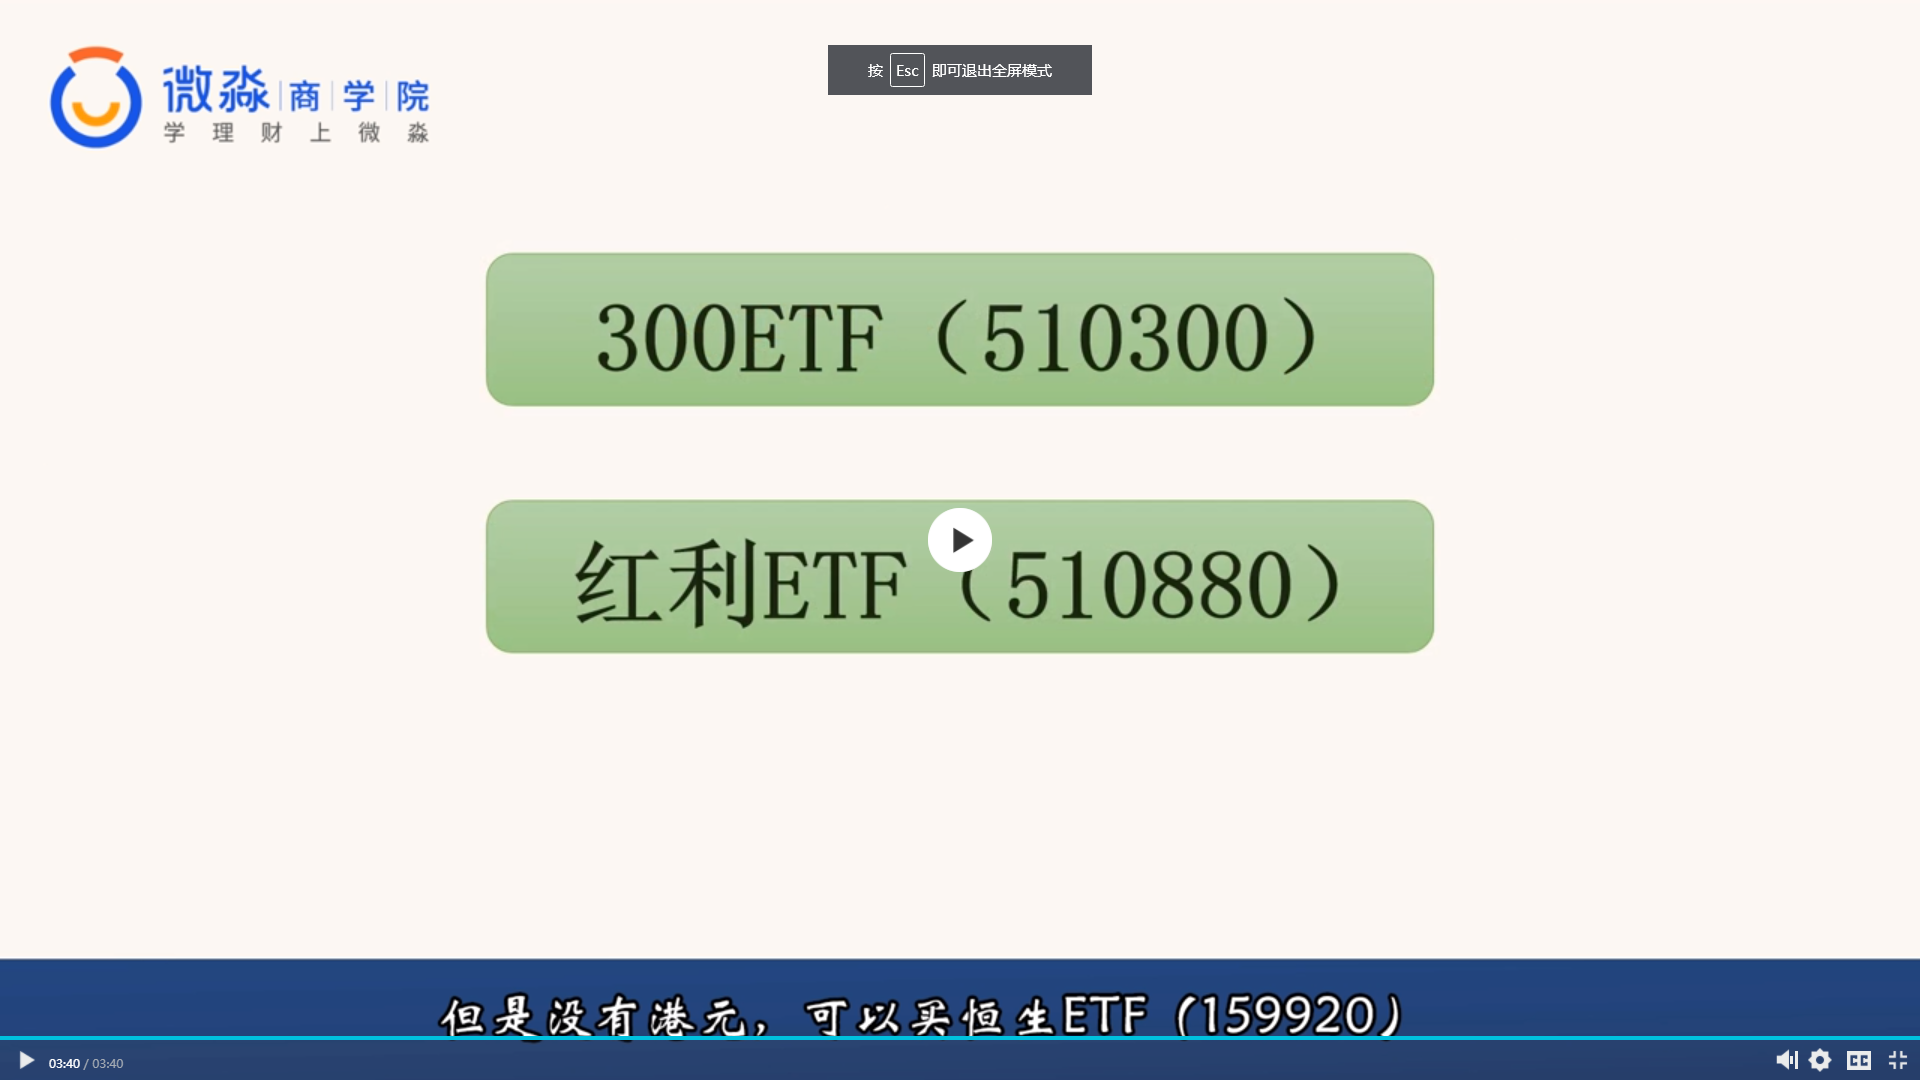 微淼商学院
学理财上微淼
按 Esc 即可退出全屏模式
300ETF（510300）
红利ETF（510880）
但是没有港元，可以买恒生ETF（159920）
03:40 / 03:40
CC